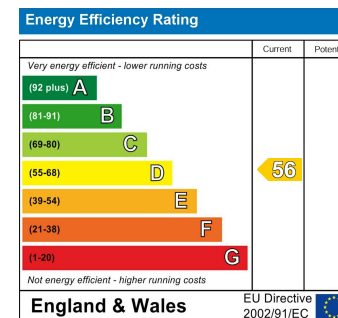 Energy Efficiency Rating
Current Poten
Very energy efficient - lower running costs
(92 plus) A
(81-91) B
(69-80) C
(55-68) D
56
(39-54) E
(21-38) F
(1-20) G
Not energy efficient - higher running costs
England & Wales
EU Directive
2002/91/EC